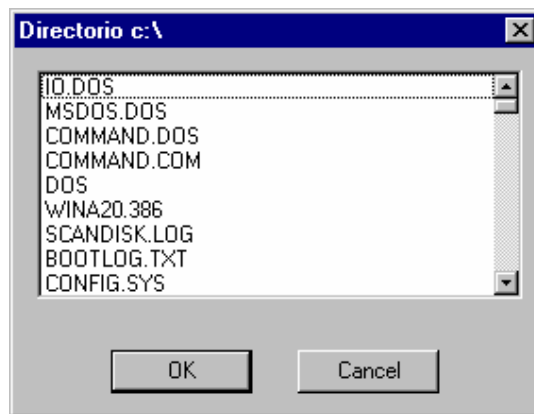 Directorio c:\
IO.DOS
MSDOS.DOS
COMMAND.DOS
COMMAND.COM
DOS
WINA20.386
SCANDISK.LOG
BOOTLOG.TXT
CONFIG.SYS
OK
Cancel